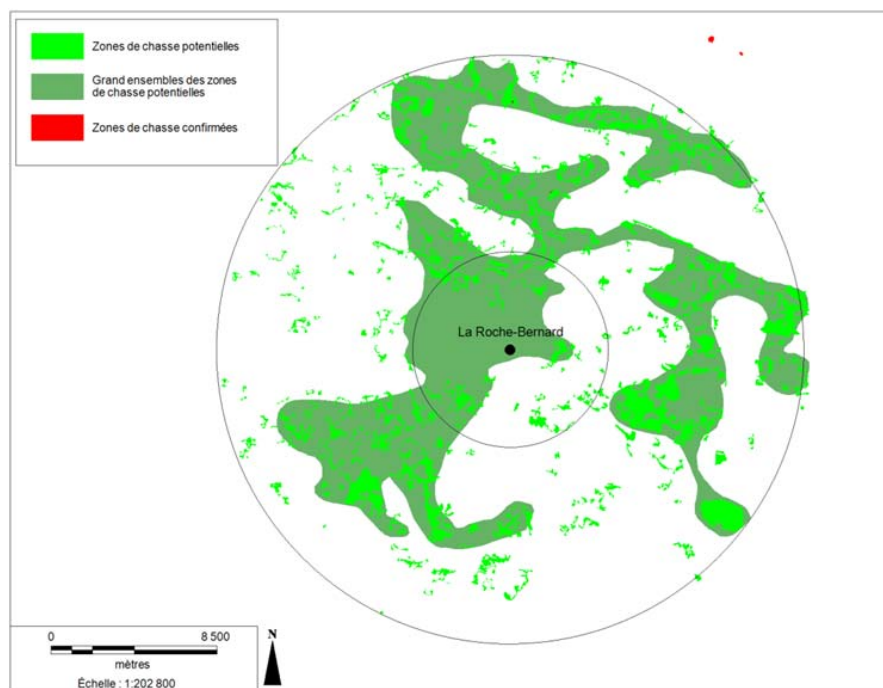 Zones de chasse potentielles
Grand ensembles des zones
de chasse potentielles
Zones de chasse confirmées
La Roche-Bernard
0 8 500
mètres
Échelle : 1:202 800
N